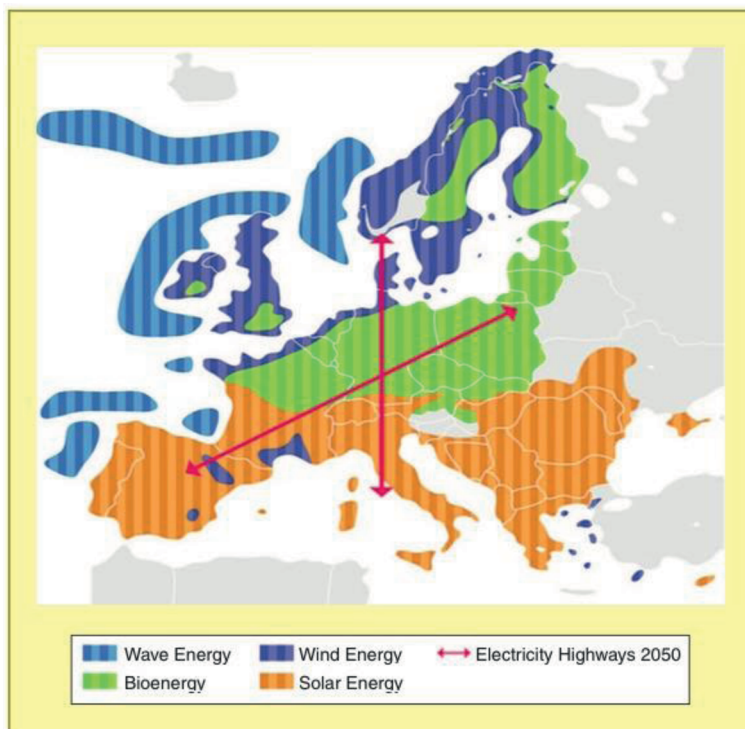 Wave Energy
Wind Energy
Electricity Highways 2050
Bioenergy
Solar Energy